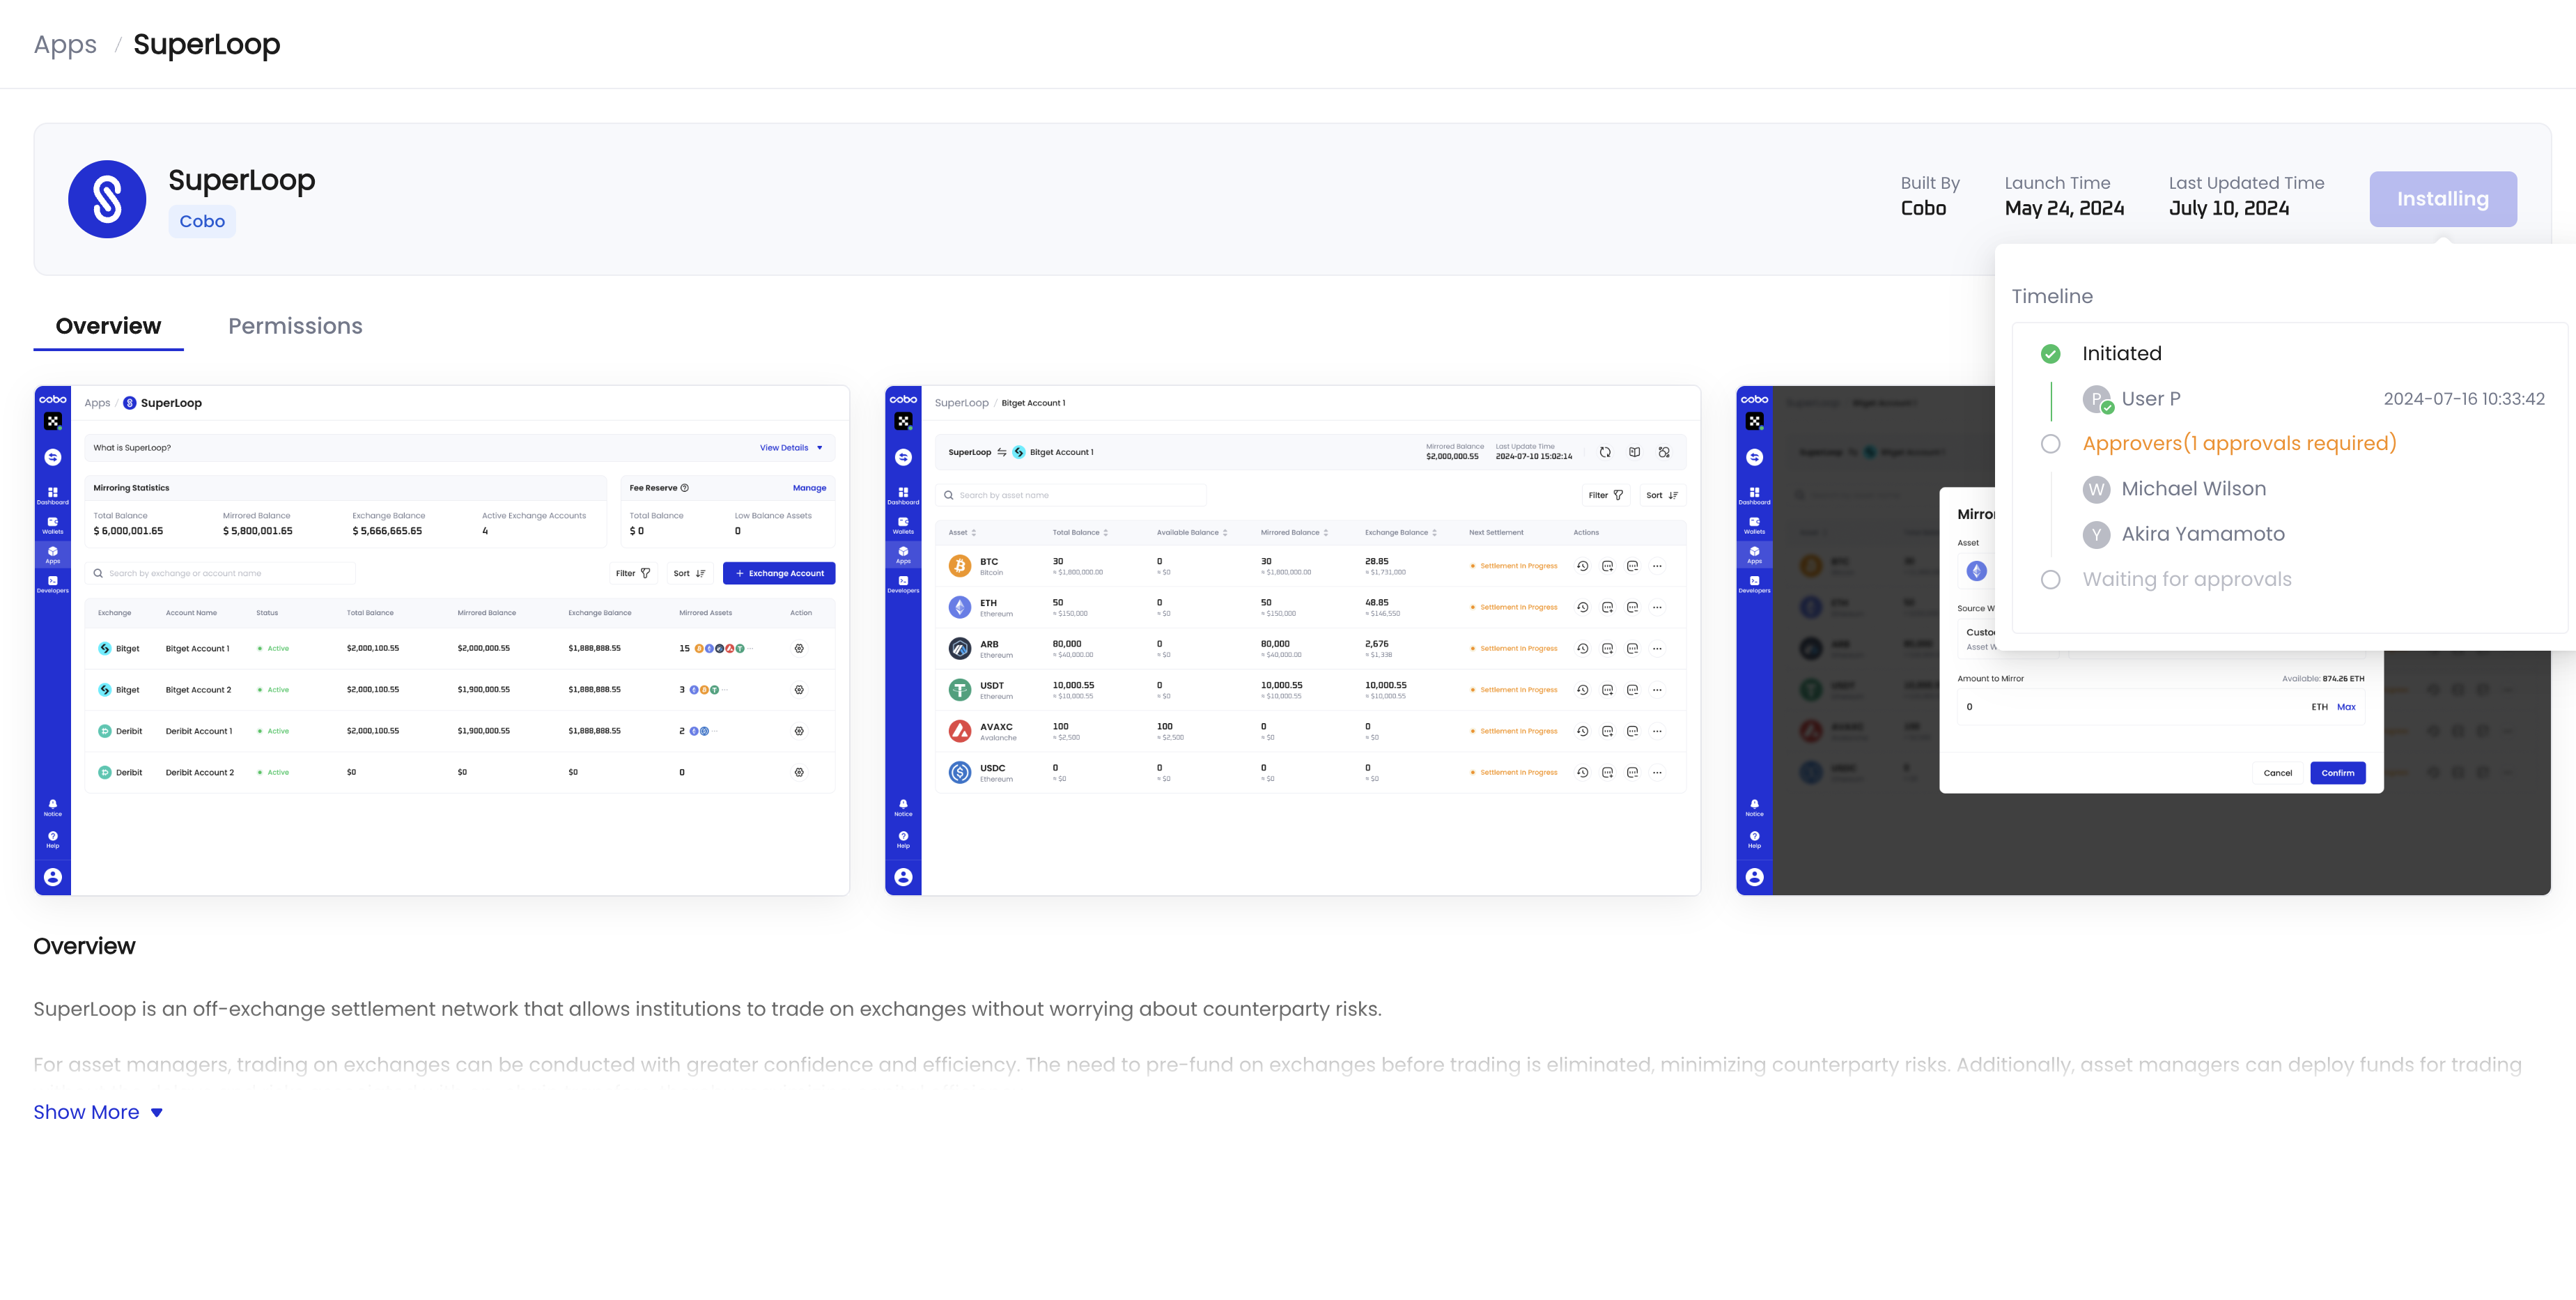 Apps / SuperLoop
SuperLoop
Cobo
Built By
Cobo
Launch Time
May 24, 2024
Last Updated Time
July 10, 2024
Installing
Timeline
Initiated
P User P 2024-07-16 10:33:42
Approvers(1 approvals required)
W Michael Wilson
Y Akira Yamamoto
Waiting for approvals
Overview Permissions
cobo
Dashboard
Wallets
Apps
Developers
Notice
Help
Apps / SuperLoop
What is SuperLoop? View Details
Mirroring Statistics
Total Balance Mirrored Balance Exchange Balance Active Exchange Accounts
$ 6,000,001.65 $ 5,800,001.65 $ 5,666,665.65 4
Fee Reserve Manage
Total Balance Low Balance Assets
$ 0 0
Search by exchange or account name Filter Sort + Exchange Account
Exchange Account Name Status Total Balance Mirrored Balance Exchange Balance Mirrored Assets Action
Bitget Bitget Account 1 Active $2,000,100.55 $2,000,000.55 $1,888,888.55 15 ...
Bitget Bitget Account 2 Active $2,000,100.55 $1,900,000.55 $1,888,888.55 3 ...
Deribit Deribit Account 1 Active $2,000,100.55 $1,900,000.55 $1,888,888.55 2 ...
Deribit Deribit Account 2 Active $0 $0 $0 0
cobo
Dashboard
Wallets
Apps
Developers
Notice
Help
SuperLoop / Bitget Account 1
SuperLoop Bitget Account 1
Mirrored Balance Last Update Time
$2,000,000.55 2024-07-10 15:02:14
Search by asset name Filter Sort
Asset Total Balance Available Balance Mirrored Balance Exchange Balance Next Settlement Actions
BTC 30 0 30 28.85 Settlement In Progress
Bitcoin ≈ $1,800,000.00 ≈ $0 ≈ $1,800,000.00 ≈ $1,731,000
ETH 50 0 50 48.85 Settlement In Progress
Ethereum ≈ $150,000 ≈ $0 ≈ $150,000 ≈ $146,550
ARB 80,000 0 80,000 2,676 Settlement In Progress
Ethereum ≈ $40,000.00 ≈ $0 ≈ $40,000.00 ≈ $1,338
USDT 10,000.55 0 10,000.55 10,000.55 Settlement In Progress
Ethereum ≈ $10,000.55 ≈ $0 ≈ $10,000.55 ≈ $10,000.55
AVAXC 100 100 0 0 Settlement In Progress
Avalanche ≈ $2,500 ≈ $2,500 ≈ $0 ≈ $0
USDC 0 0 0 0 Settlement In Progress
Ethereum ≈ $0 ≈ $0 ≈ $0 ≈ $0
cobo
Dashboard
Wallets
Apps
Developers
Notice
Help
Mirro
Asset
Source W
Custo
Asset W
Amount to Mirror Available: 874.26 ETH
0 ETH Max
Cancel Confirm
Overview
SuperLoop is an off-exchange settlement network that allows institutions to trade on exchanges without worrying about counterparty risks.
For asset managers, trading on exchanges can be conducted with greater confidence and efficiency. The need to pre-fund on exchanges before trading is eliminated, minimizing counterparty risks. Additionally, asset managers can deploy funds for trading
Show More